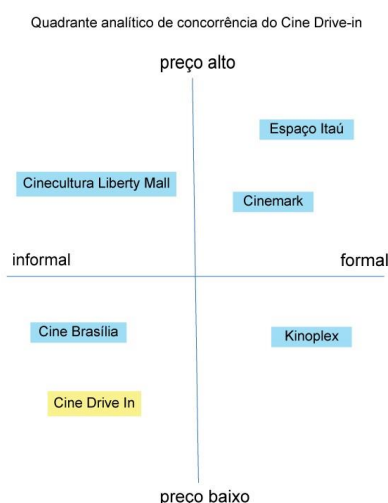 Quadrante analítico de concorrência do Cine Drive-in
preço alto
Espaço Itaú
Cinecultura Liberty Mall
Cinemark
informal
formal
Cine Brasília
Kinoplex
Cine Drive In
preço baixo